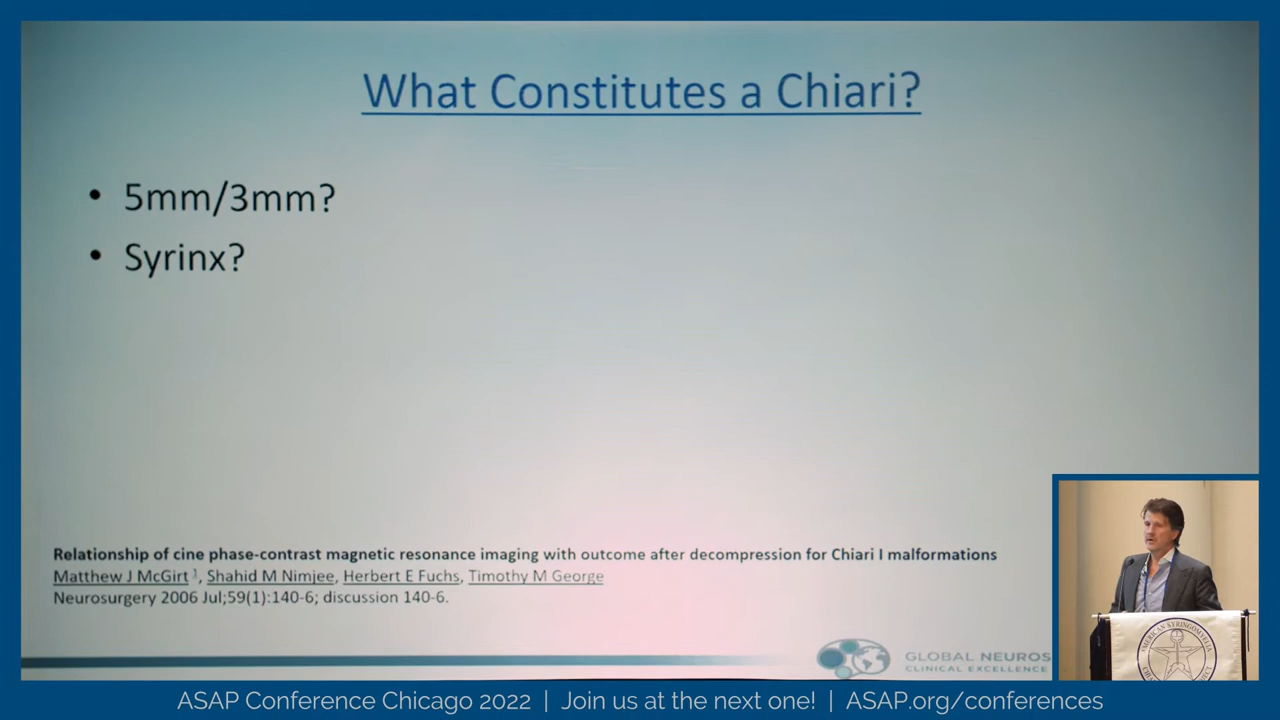 What Constitutes a Chiari?
• 5mm/3mm?
• Syrinx?
Relationship of cine phase-contrast magnetic resonance imaging with outcome after decompression for Chiari I malformations
Matthew J McGirt 1, Shahid M Nimjee, Herbert E Fuchs, Timothy M George
Neurosurgery 2006 Jul;59(1):140-6; discussion 140-6.
GLOBAL NEUROS
CLINICAL EXCELLENCE
AMERICAN SYRINGOMYELIA
ASAP Conference Chicago 2022 | Join us at the next one! | ASAP.org/conferences